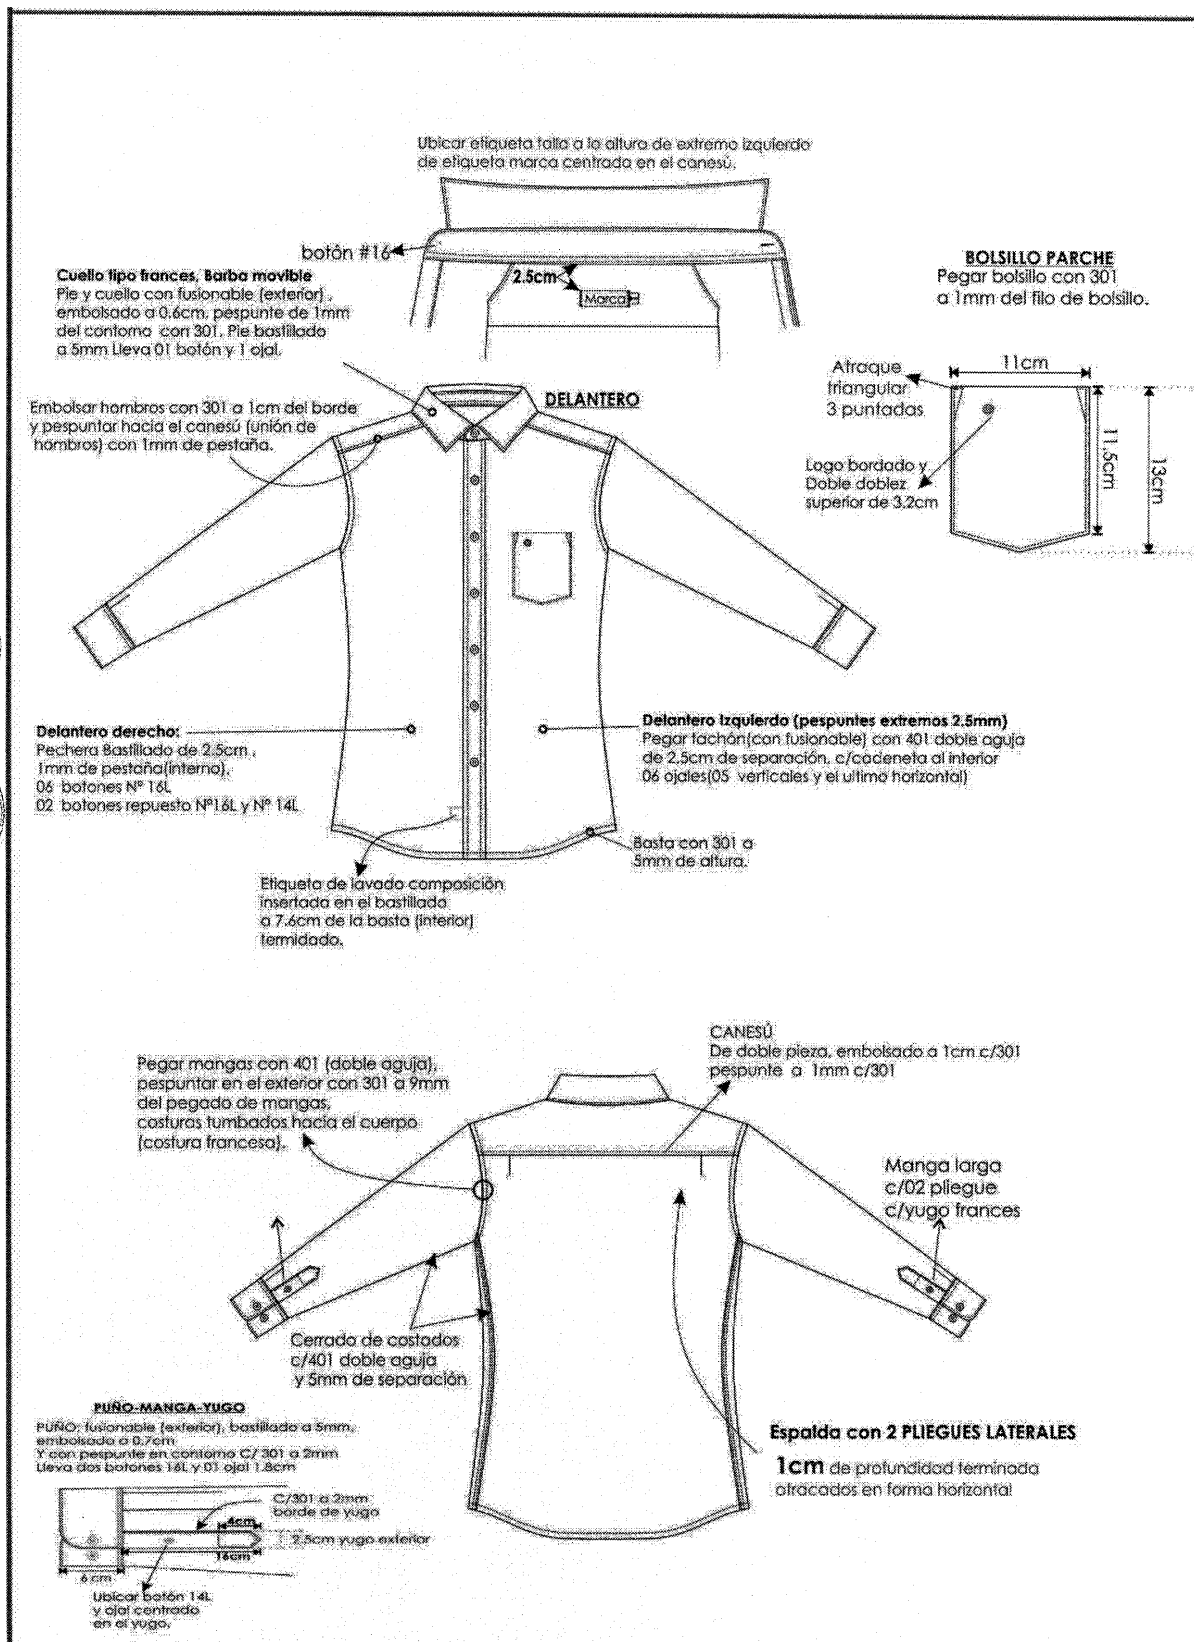 Ubicar etiqueta talla a la altura de extremo izquierdo
de etiqueta marca centrada en el canesú.
botón #16
2.5cm
Marca
Cuello tipo frances, Barba movible
Pie y cuello con fusionable (exterior) ,
embolsado a 0.6cm, pespunte de 1mm
del contorno con 301. Pie bastillado
a 5mm Lleva 01 botón y 1 ojal.
BOLSILLO PARCHE
Pegar bolsillo con 301
a 1mm del filo de bolsillo.
Atraque
triangular
3 puntadas
11cm
11.5cm
13cm
Logo bordado y
Doble doblez
superior de 3.2cm
DELANTERO
Embolsar hombros con 301 a 1cm del borde
y pespuntar hacia el canesú (unión de
hombros) con 1mm de pestaña.
Delantero derecho:
Pechera Bastillado de 2.5cm ,
1mm de pestaña(interno),
06 botones Nº 16L
02 botones repuesto Nº16L y Nº 14L
Delantero Izquierdo (pespuntes extremos 2.5mm)
Pegar tachón(con fusionable) con 401 doble aguja
de 2.5cm de separación, c/cadeneta al interior
06 ojales(05 verticales y el ultimo horizontal)
Basta con 301 a
5mm de altura.
Etiqueta de lavado composición
insertada en el bastillado
a 7.6cm de la basta (interior)
termidado.
Pegar mangas con 401 (doble aguja),
pespuntar en el exterior con 301 a 9mm
del pegado de mangas,
costuras tumbados hacia el cuerpo
(costura francesa).
CANESÚ
De doble pieza, embolsado a 1cm c/301
pespunte a 1mm c/301
Manga larga
c/02 pliegue
c/yugo frances
Cerrado de costados
c/401 doble aguja
y 5mm de separación
PUÑO-MANGA-YUGO
PUÑO: fusionable (exterior), bastillado a 5mm,
embolsado a 0.7cm
Y con pespunte en contorno C/ 301 a 2mm
Lleva dos botones 16L y 01 ojal 1.8cm
C/301 a 2mm
borde de yugo
4cm
2.5cm yugo exterior
16cm
6 cm
Ubicar botón 14L
y ojal centrado
en el yugo.
Espalda con 2 PLIEGUES LATERALES
1cm de profundidad terminada
atracados en forma horizontal